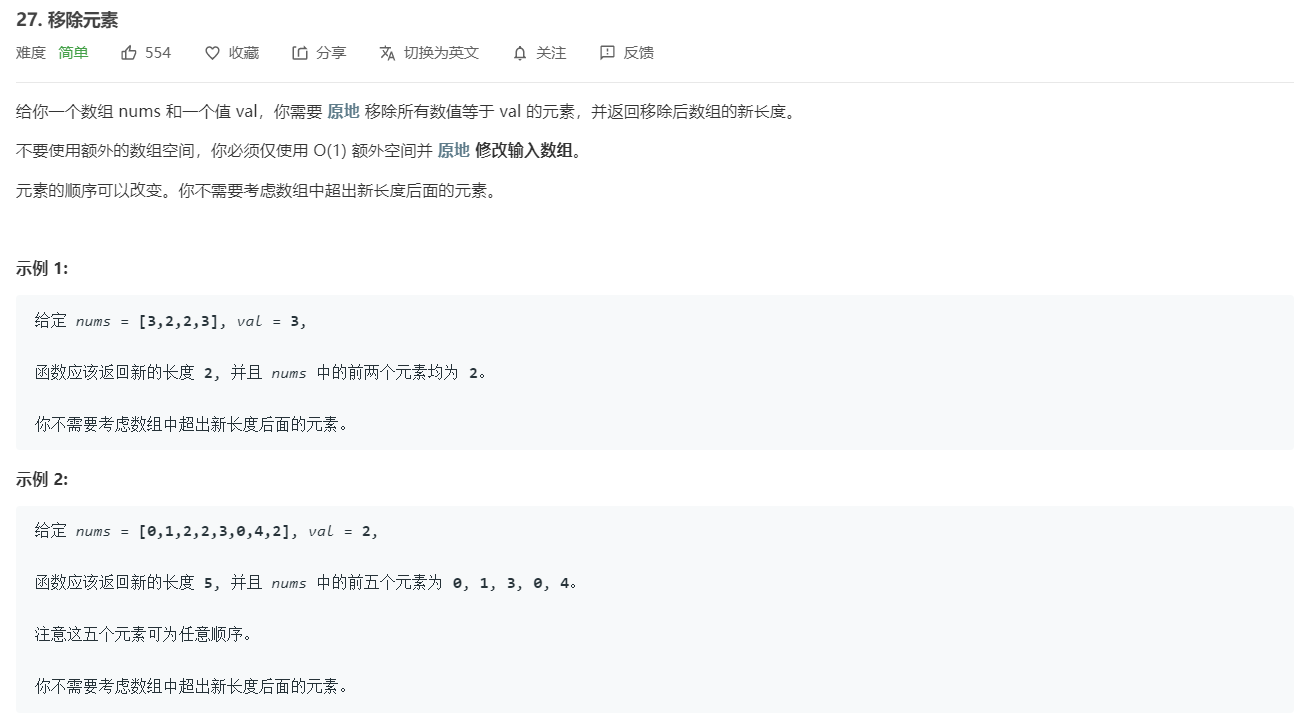 27. 移除元素
难度 简单 554 收藏 分享 切换为英文 关注 反馈
给你一个数组 nums 和一个值 val，你需要 原地 移除所有数值等于 val 的元素，并返回移除后数组的新长度。
不要使用额外的数组空间，你必须仅使用 O(1) 额外空间并 原地 修改输入数组。
元素的顺序可以改变。你不需要考虑数组中超出新长度后面的元素。
示例 1:
给定 nums = [3,2,2,3], val = 3,
函数应该返回新的长度 2, 并且 nums 中的前两个元素均为 2。
你不需要考虑数组中超出新长度后面的元素。
示例 2:
给定 nums = [0,1,2,2,3,0,4,2], val = 2,
函数应该返回新的长度 5, 并且 nums 中的前五个元素为 0, 1, 3, 0, 4。
注意这五个元素可为任意顺序。
你不需要考虑数组中超出新长度后面的元素。